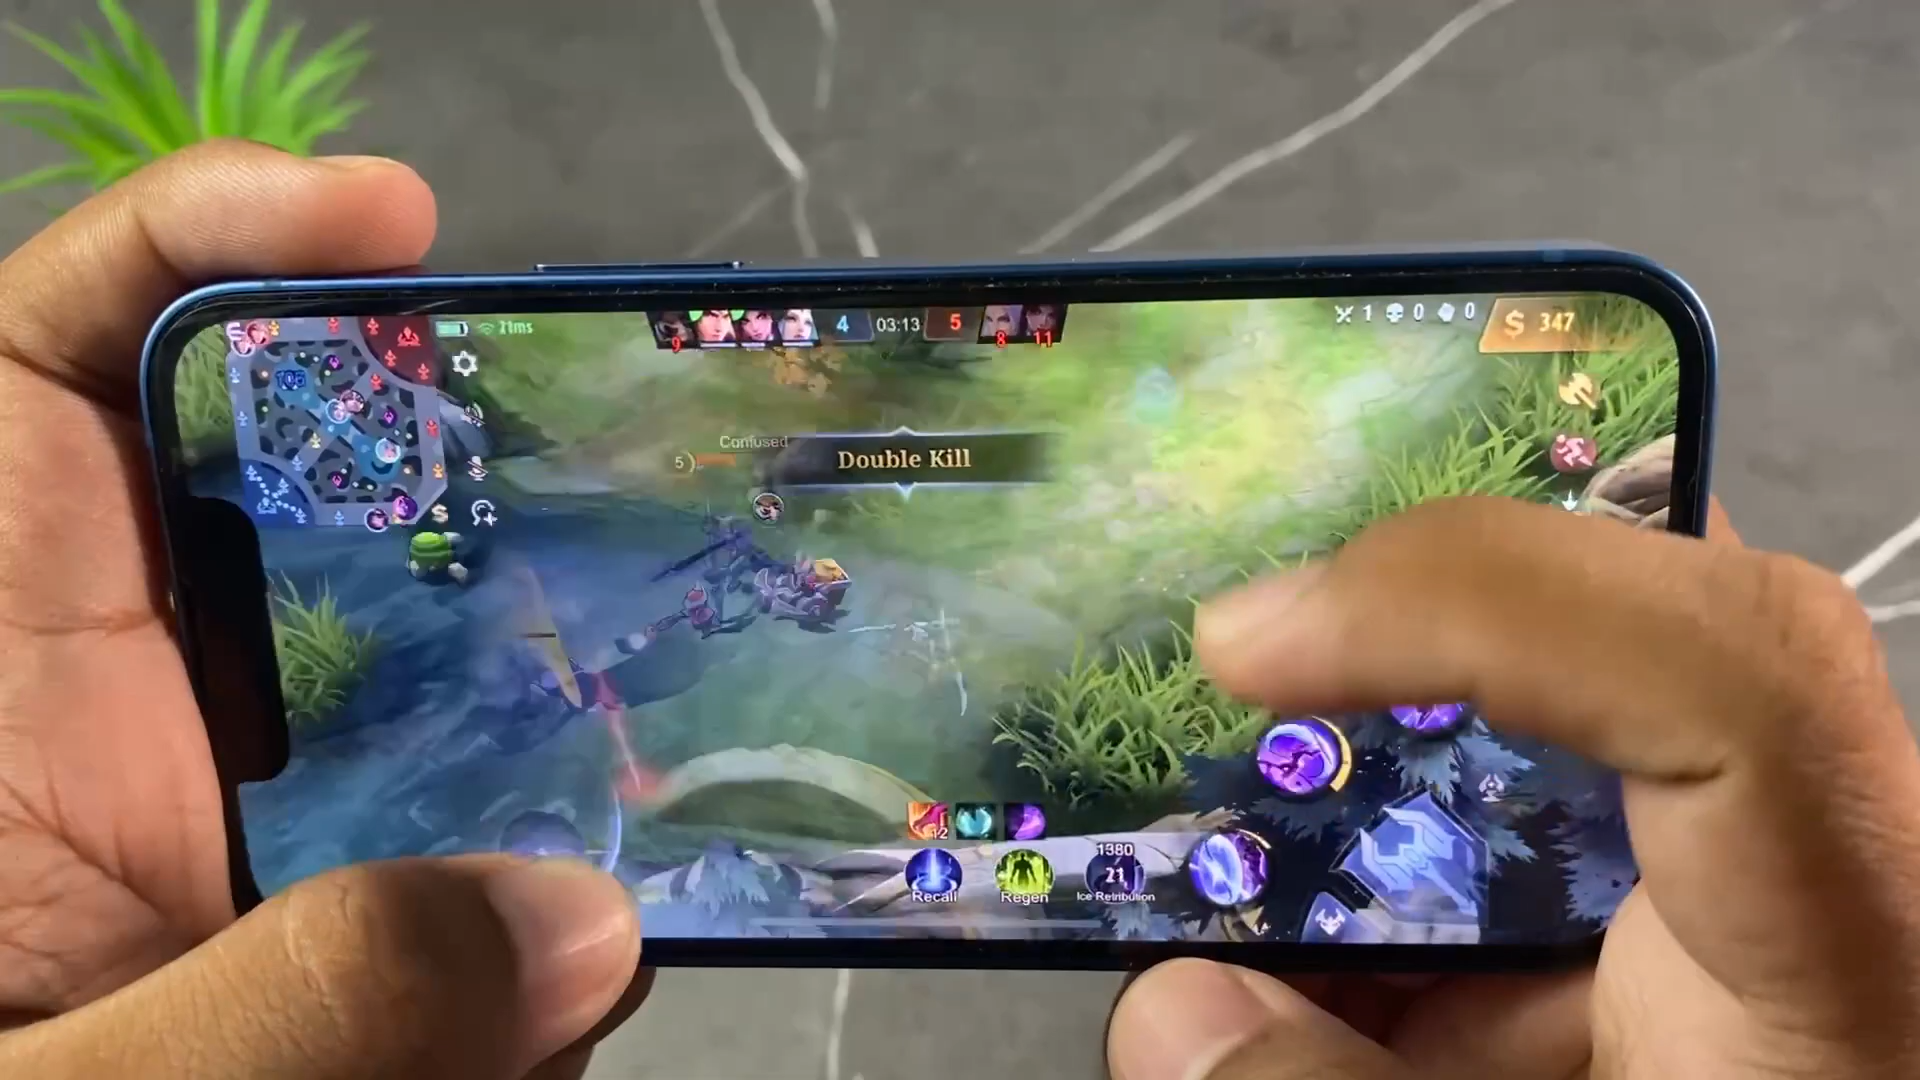 21ms
4 03:13 5
9 8 11
1 0 0
$ 347
Confused
5
Double Kill
12
1380
21
Recall Regen Ice Retribution